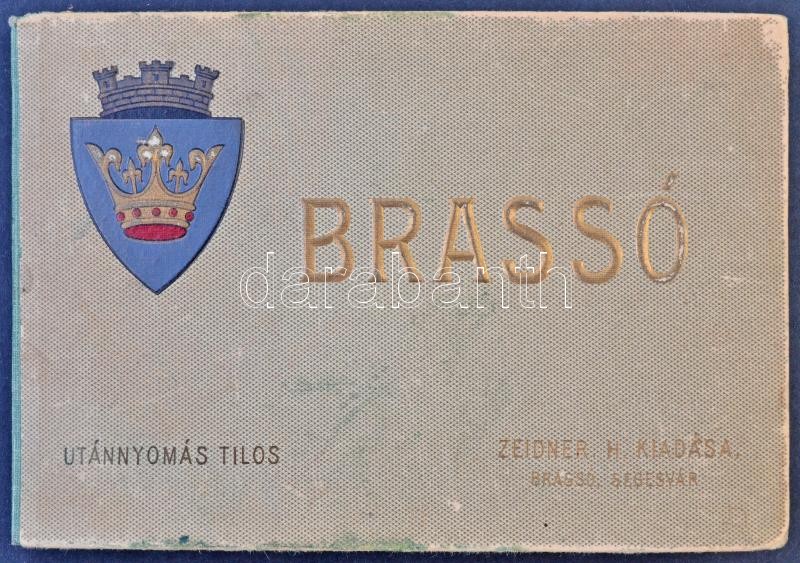 BRASSÓ
darabanth
UTÁNNYOMÁS TILOS
ZEIDNER H. KIADÁSA.
BRASSÓ, SEGESVÁR